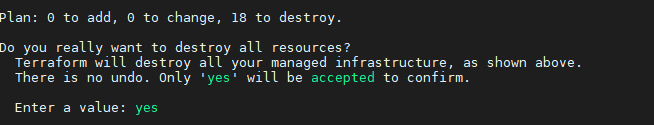 Plan: 0 to add, 0 to change, 18 to destroy.
Do you really want to destroy all resources?
Terraform will destroy all your managed infrastructure, as shown above.
There is no undo. Only 'yes' will be accepted to confirm.
Enter a value: yes